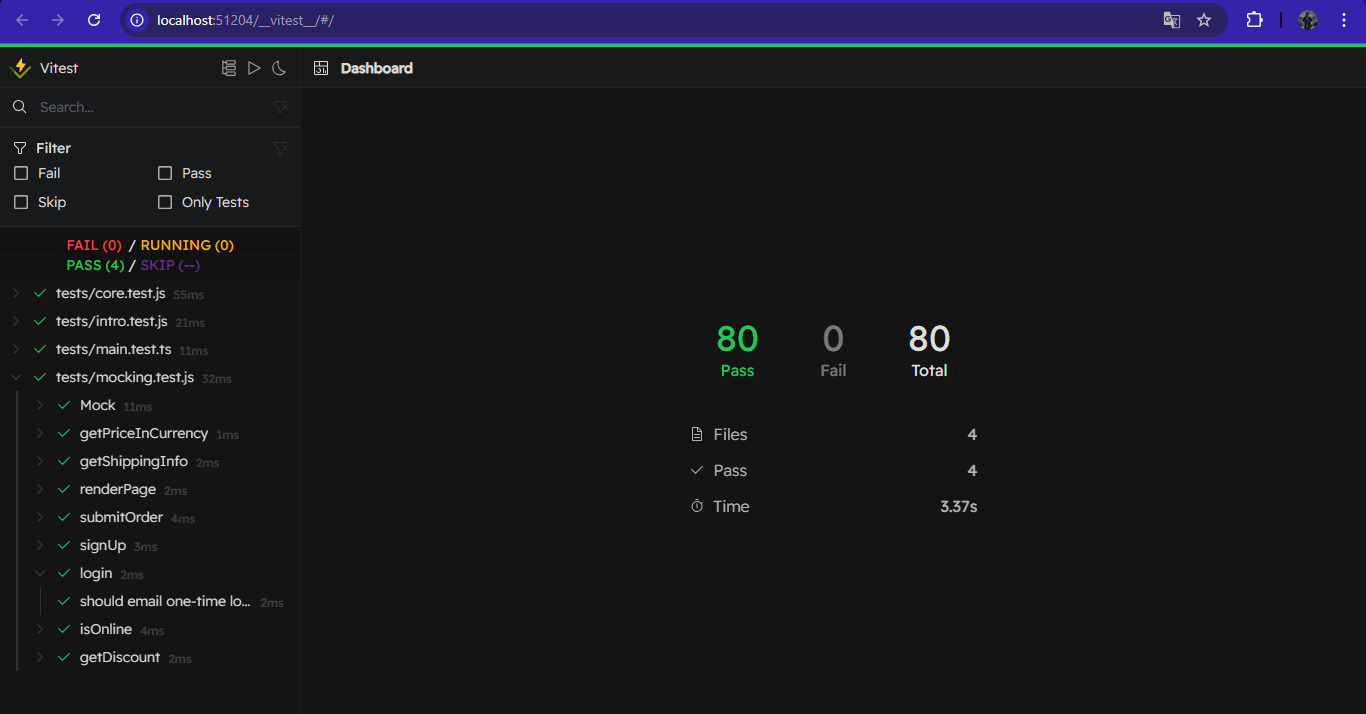 localhost:51204/__vitest__/#/
Vitest
Dashboard
Search...
Filter
Fail
Pass
Skip
Only Tests
FAIL (0) / RUNNING (0)
PASS (4) / SKIP (--)
tests/core.test.js 55ms
tests/intro.test.js 21ms
tests/main.test.ts 11ms
tests/mocking.test.js 32ms
Mock 11ms
getPriceInCurrency 1ms
getShippingInfo 2ms
renderPage 2ms
submitOrder 4ms
signUp 3ms
login 2ms
should email one-time lo... 2ms
isOnline 4ms
getDiscount 2ms
80 0 80
Pass Fail Total
Files 4
Pass 4
Time 3.37s